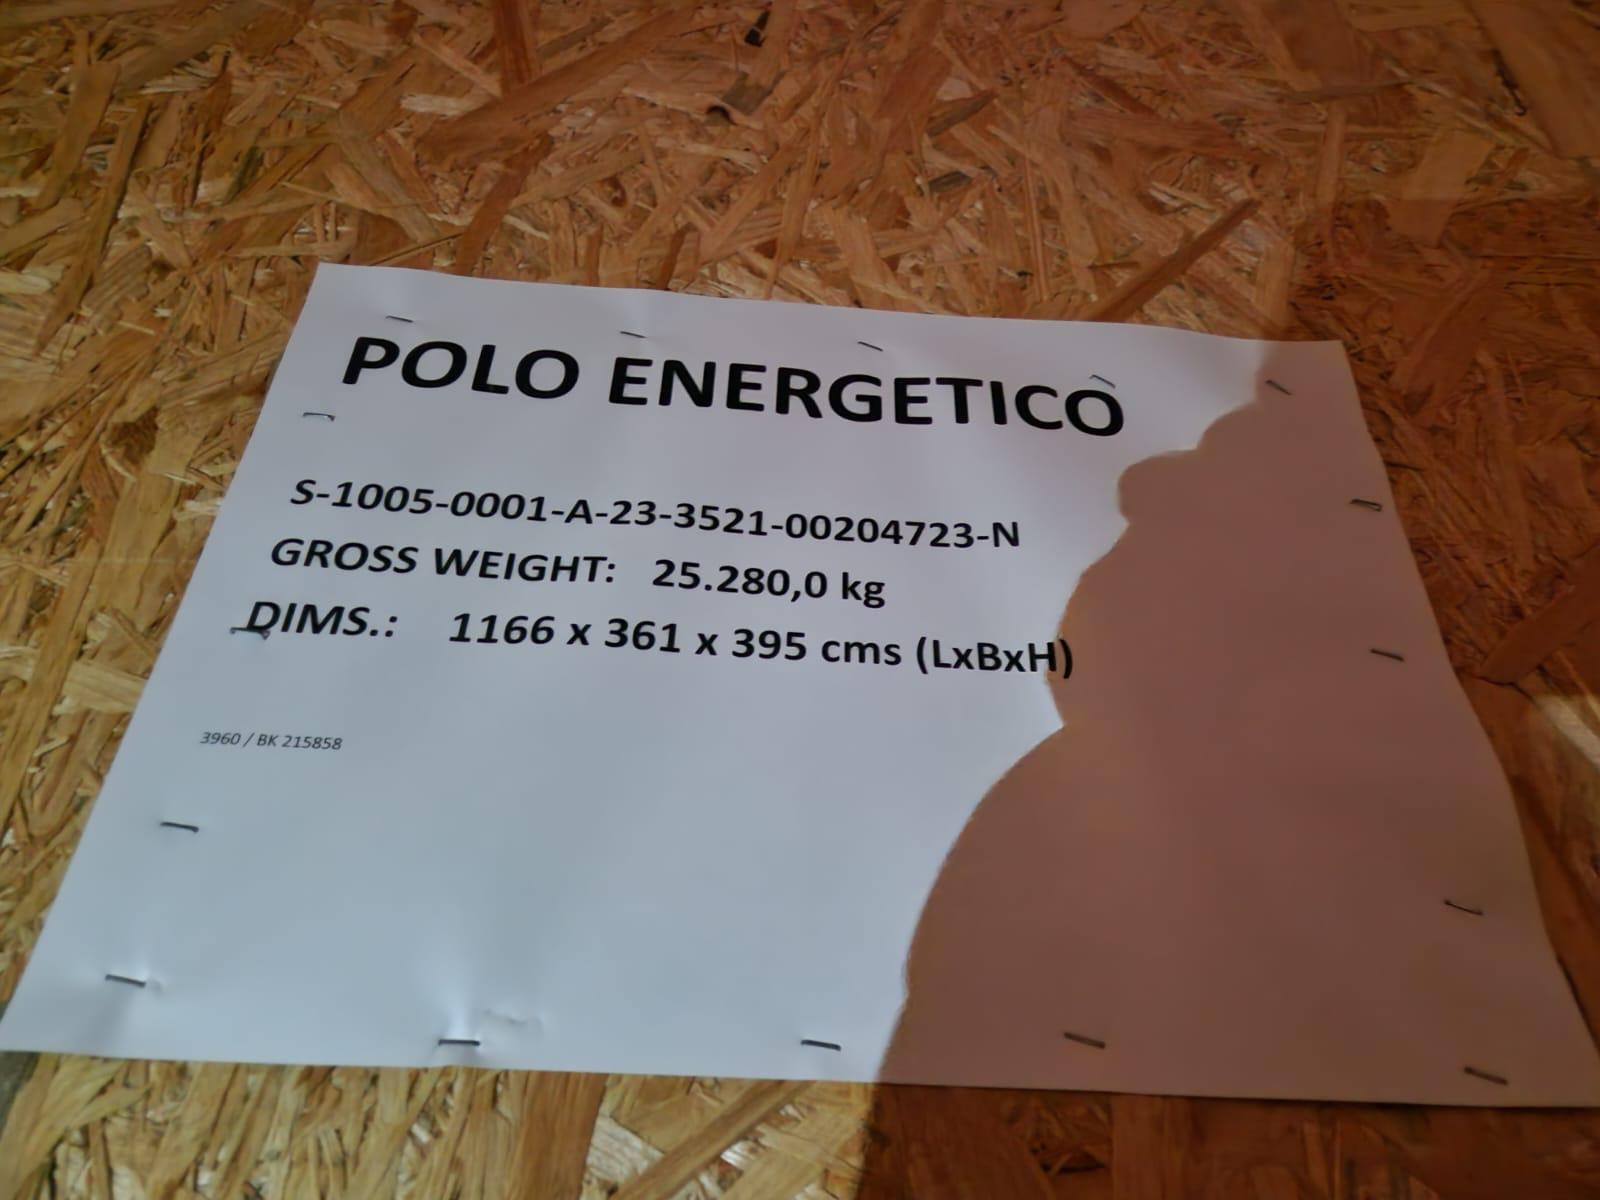 POLO ENERGETICO
S-1005-0001-A-23-3521-00204723-N
GROSS WEIGHT: 25.280,0 kg
DIMS.: 1166 x 361 x 395 cms (LxBxH)
3960 / BK 215858